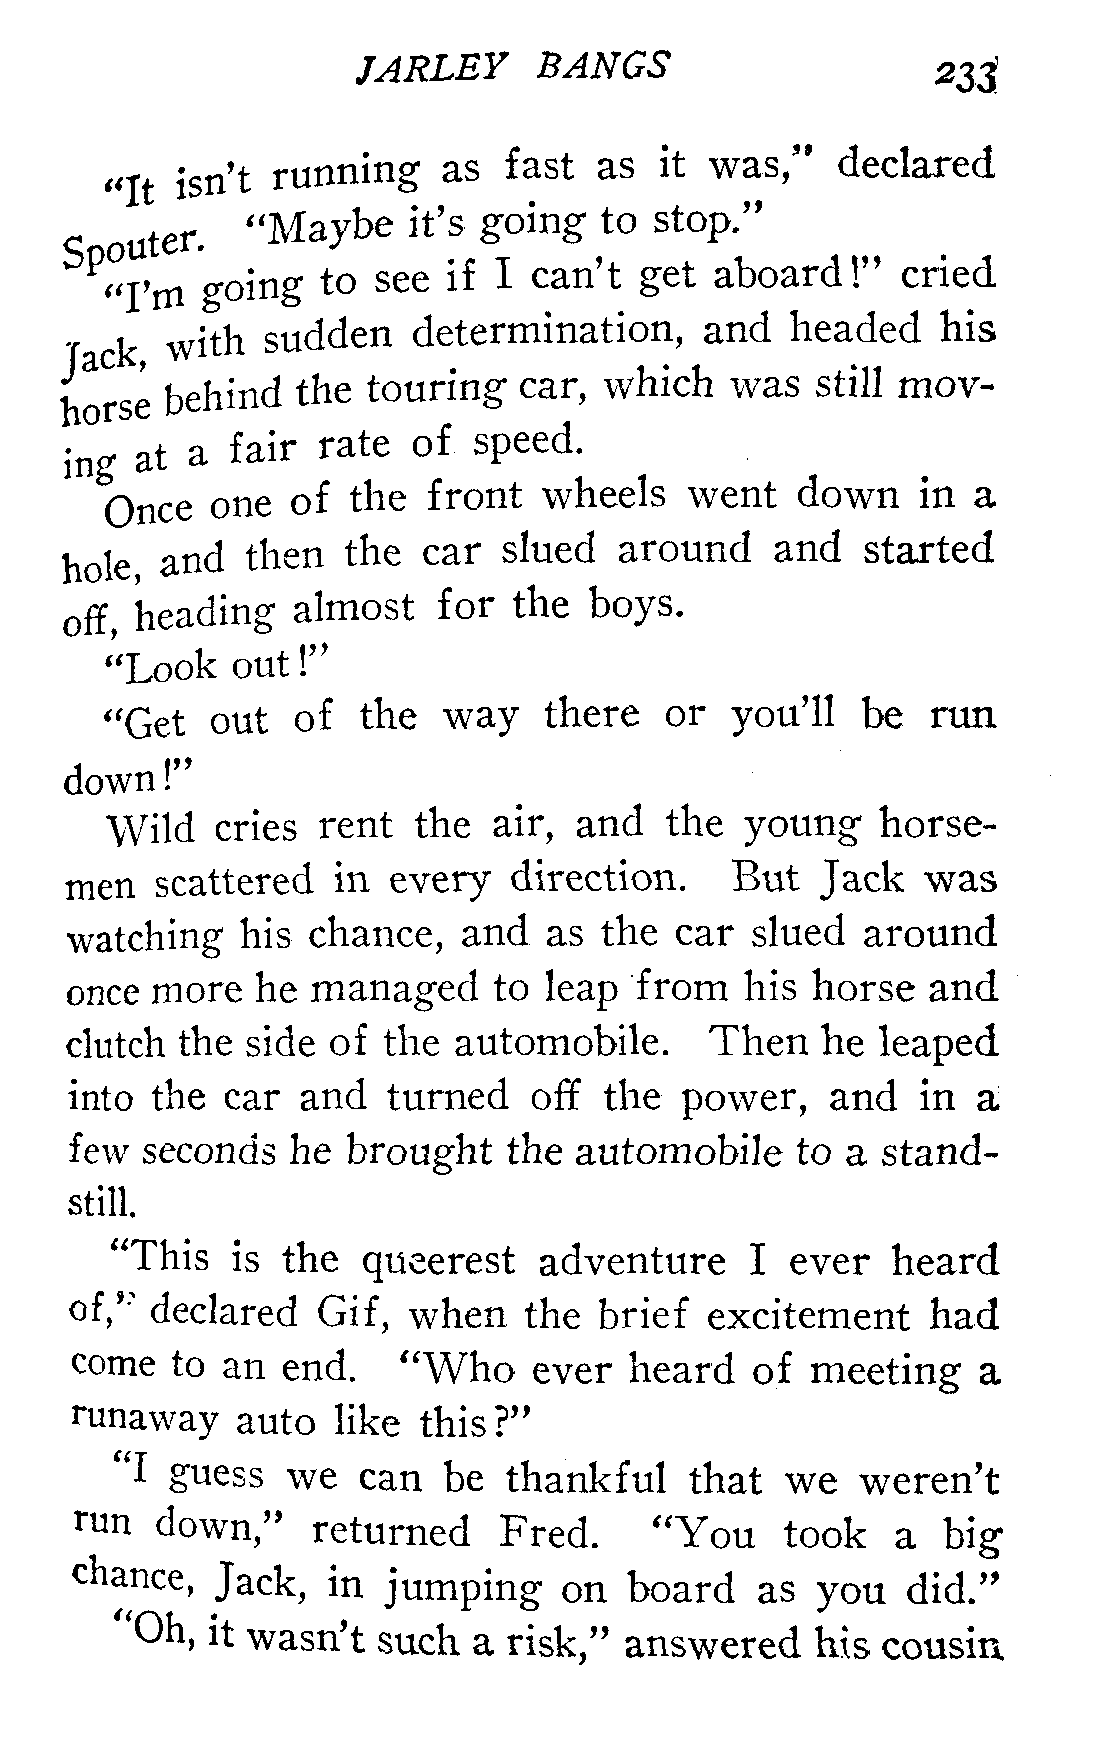 JARLEY BANGS 233
"It isn't running as fast as it was," declared
Spouter. "Maybe it's going to stop."
"I'm going to see if I can't get aboard!" cried
Jack, with sudden determination, and headed his
horse behind the touring car, which was still mov-
ing at a fair rate of speed.
Once one of the front wheels went down in a
hole, and then the car slued around and started
off, heading almost for the boys.
"Look out!"
"Get out of the way there or you'll be run
down!"
Wild cries rent the air, and the young horse-
men scattered in every direction. But Jack was
watching his chance, and as the car slued around
once more he managed to leap from his horse and
clutch the side of the automobile. Then he leaped
into the car and turned off the power, and in a
few seconds he brought the automobile to a stand-
still.
"This is the queerest adventure I ever heard
of," declared Gif, when the brief excitement had
come to an end. "Who ever heard of meeting a
runaway auto like this?"
"I guess we can be thankful that we weren't
run down," returned Fred. "You took a big
chance, Jack, in jumping on board as you did."
"Oh, it wasn't such a risk," answered his cousin